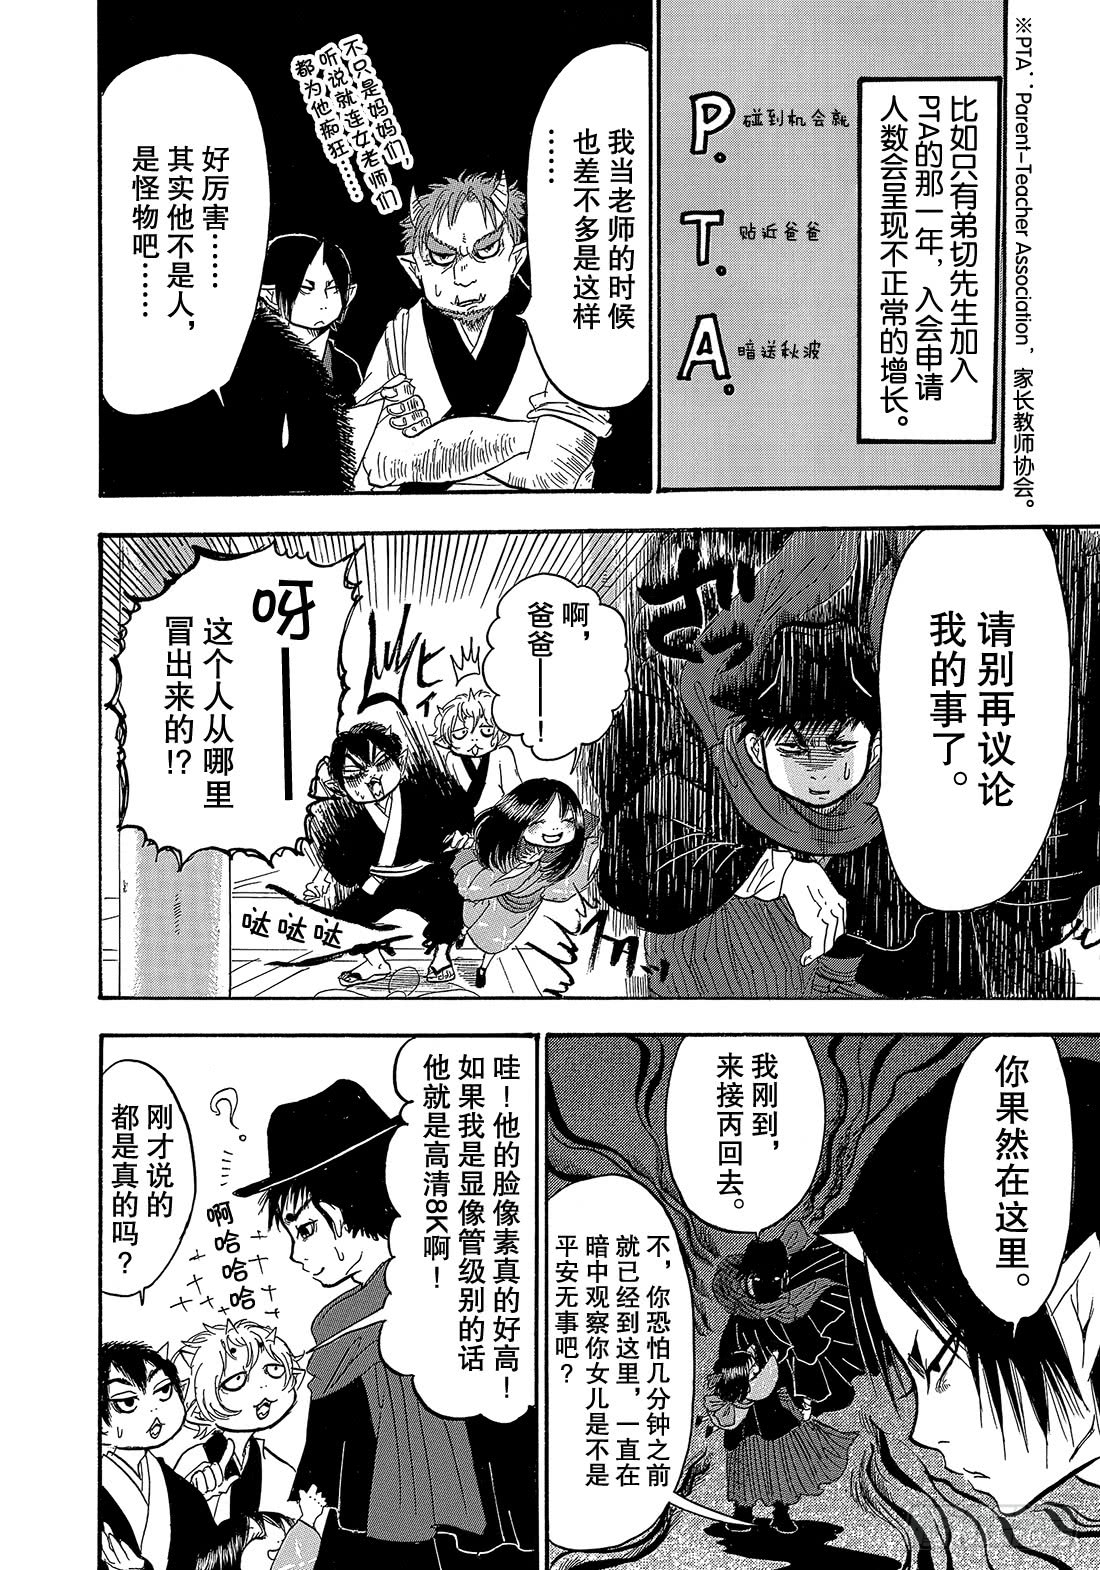 ※PTA：Parent-Teacher Association，家长教师协会。
比如只有弟切先生加入
PTA的那一年，入会申请
人数会呈现不正常的增长。
P.碰到机会就
T.贴近爸爸
A.暗送秋波
我当老师的时候
也差不多是这样
……
不只是妈妈们，
听说就连女老师们
都为他痴狂……
好厉害……
其实他不是人，
是怪物吧……
请别再议论
我的事了。
啊，
爸爸——！
呀——
这个人从哪里
冒出来的!?
哒哒哒
你果然在这里。
我刚到，
来接丙回去。
不，你恐怕几分钟之前
就已经到这里，一直在
暗中观察你女儿是不是
平安无事吧？
哇！他的脸像素真的好高！
如果我是显像管级别的话
他就是高清8K啊！
？。
啊哈哈哈
刚才说的
都是真的吗？